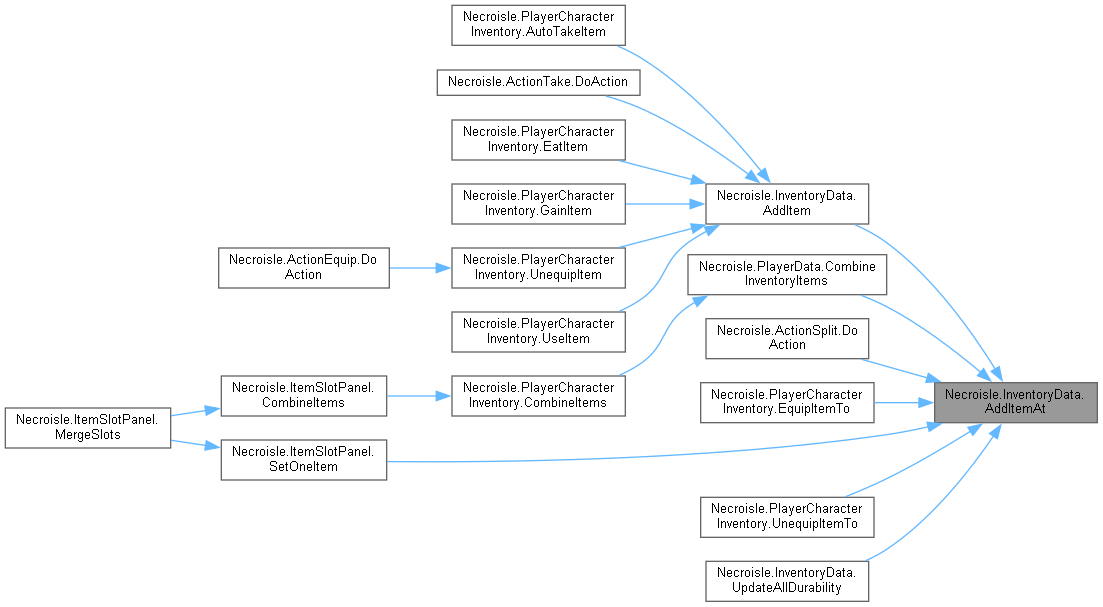 Necroisle.PlayerCharacter
Inventory.AutoTakeItem
Necroisle.ActionTake.DoAction
Necroisle.PlayerCharacter
Inventory.EatItem
Necroisle.InventoryData.
AddItem
Necroisle.PlayerCharacter
Inventory.GainItem
Necroisle.ActionEquip.Do
Action
Necroisle.PlayerCharacter
Inventory.UnequipItem
Necroisle.PlayerData.Combine
InventoryItems
Necroisle.PlayerCharacter
Inventory.UseItem
Necroisle.ActionSplit.Do
Action
Necroisle.ItemSlotPanel.
CombineItems
Necroisle.PlayerCharacter
Inventory.CombineItems
Necroisle.PlayerCharacter
Inventory.EquipItemTo
Necroisle.InventoryData.
AddItemAt
Necroisle.ItemSlotPanel.
MergeSlots
Necroisle.ItemSlotPanel.
SetOneItem
Necroisle.PlayerCharacter
Inventory.UnequipItemTo
Necroisle.InventoryData.
UpdateAllDurability